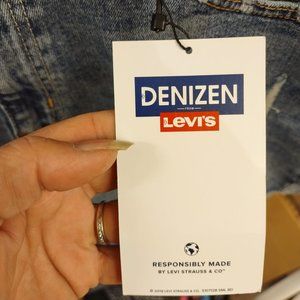 DENIZEN
FROM
LEVI'S
RESPONSIBLY MADE
BY LEVI STRAUSS & CO™